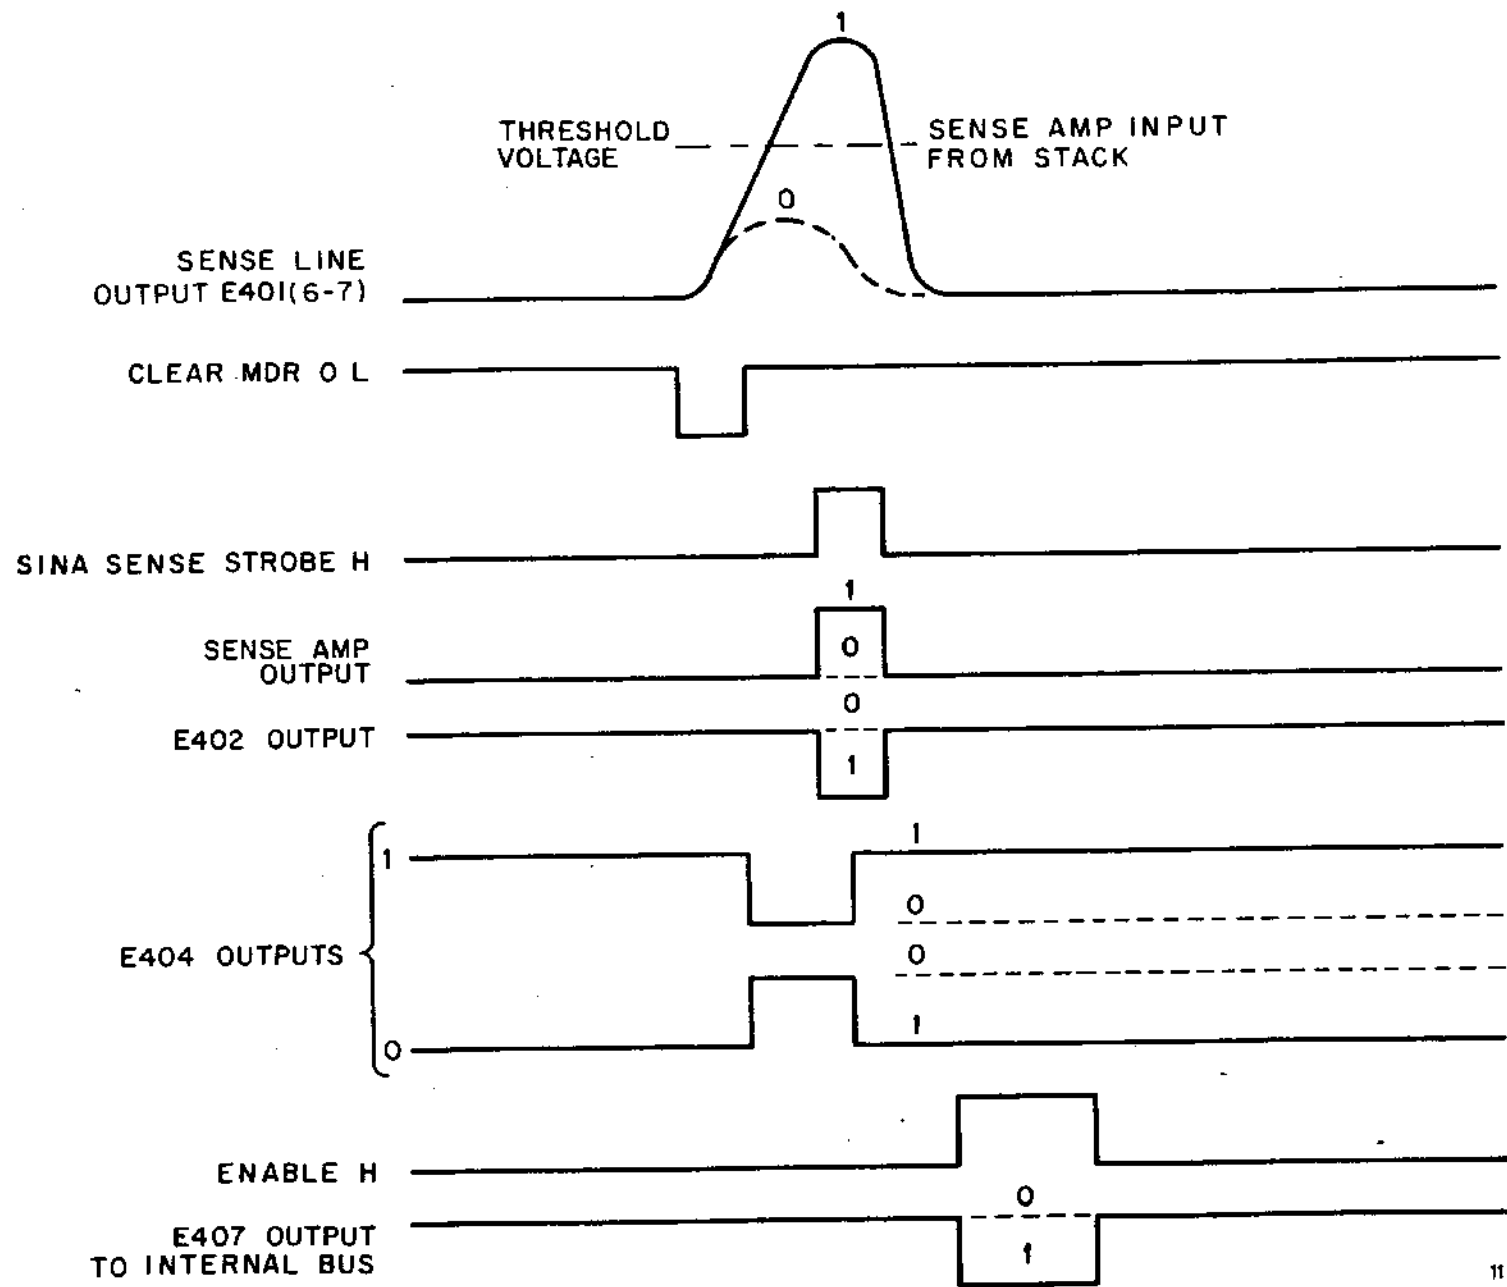 1
THRESHOLD
VOLTAGE
SENSE AMP INPUT
FROM STACK
0
SENSE LINE
OUTPUT E401(6-7)
CLEAR MDR 0 L
SINA SENSE STROBE H
1
SENSE AMP
OUTPUT
0
0
E402 OUTPUT
1
1
1
0
E404 OUTPUTS
0
1
0
ENABLE H
0
E407 OUTPUT
TO INTERNAL BUS
1
11